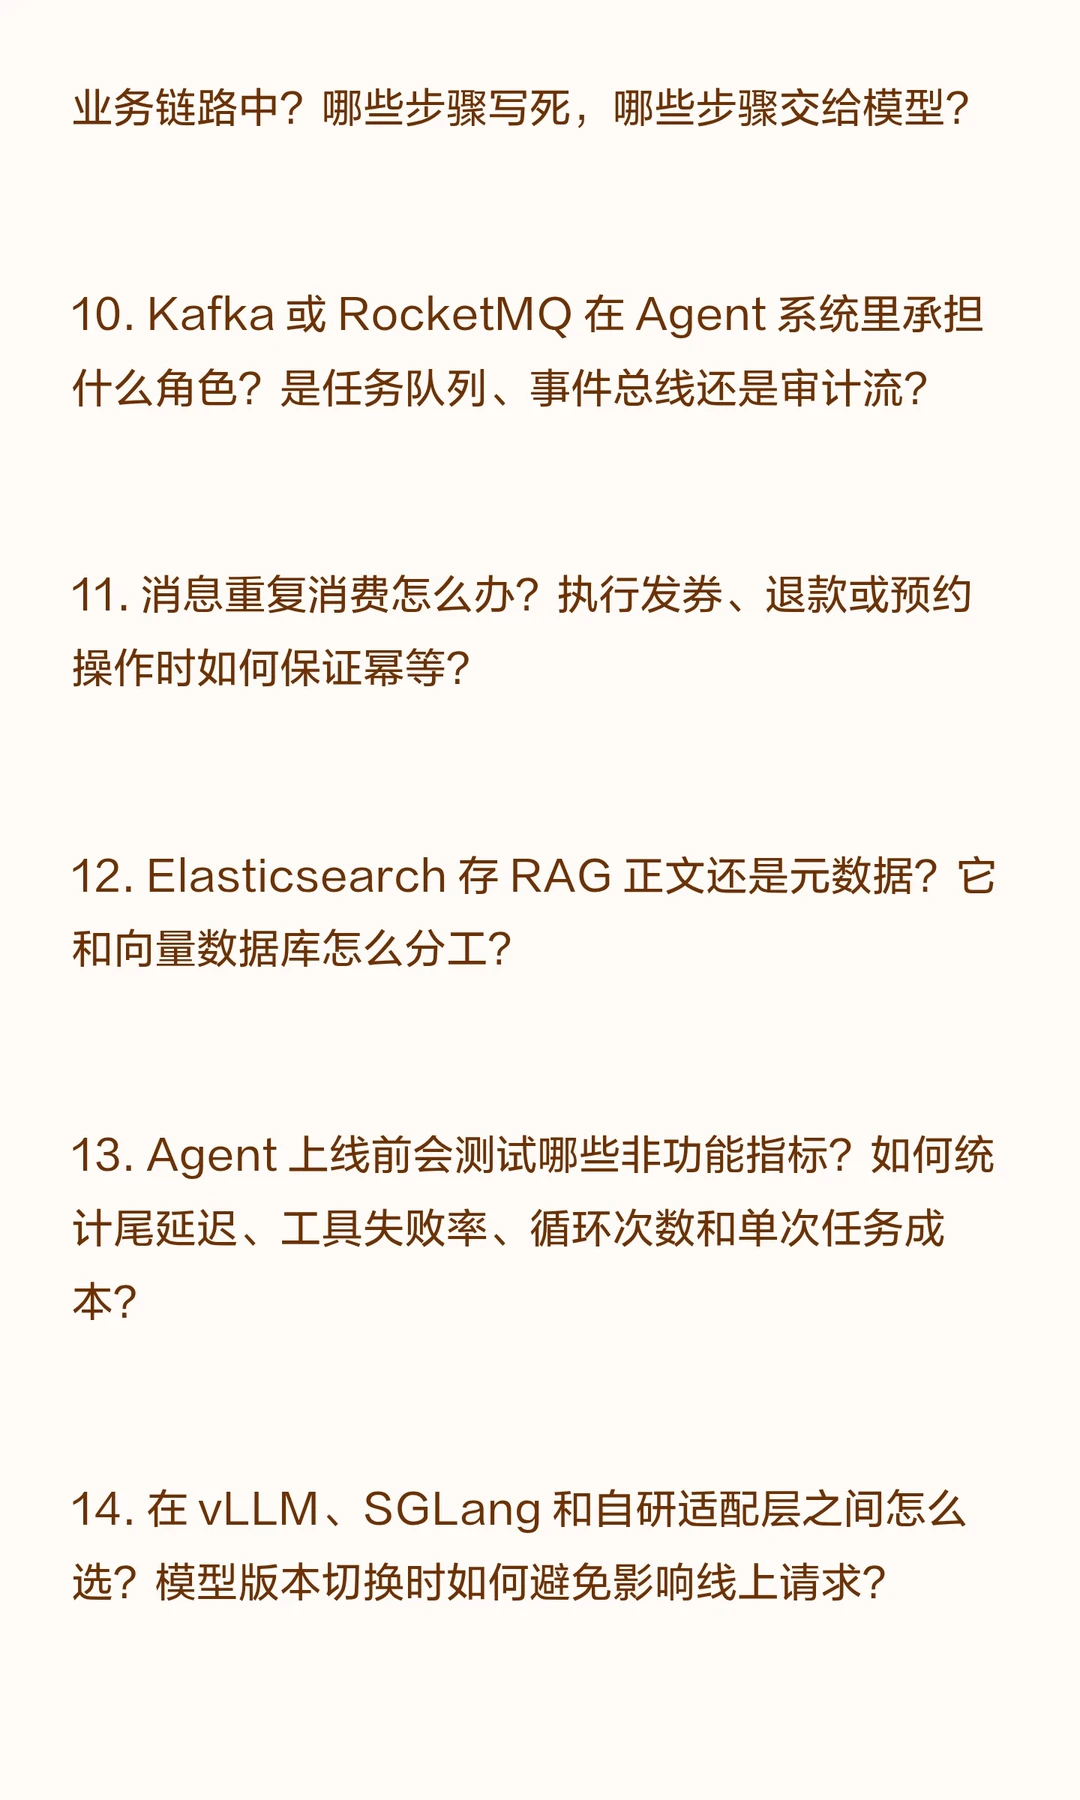 业务链路中？哪些步骤写死，哪些步骤交给模型？
10. Kafka 或 RocketMQ 在 Agent 系统里承担
什么角色？是任务队列、事件总线还是审计流？
11. 消息重复消费怎么办？执行发券、退款或预约
操作时如何保证幂等？
12. Elasticsearch 存 RAG 正文还是元数据？它
和向量数据库怎么分工？
13. Agent 上线前会测试哪些非功能指标？如何统
计尾延迟、工具失败率、循环次数和单次任务成
本？
14. 在 vLLM、SGLang 和自研适配层之间怎么
选？模型版本切换时如何避免影响线上请求？